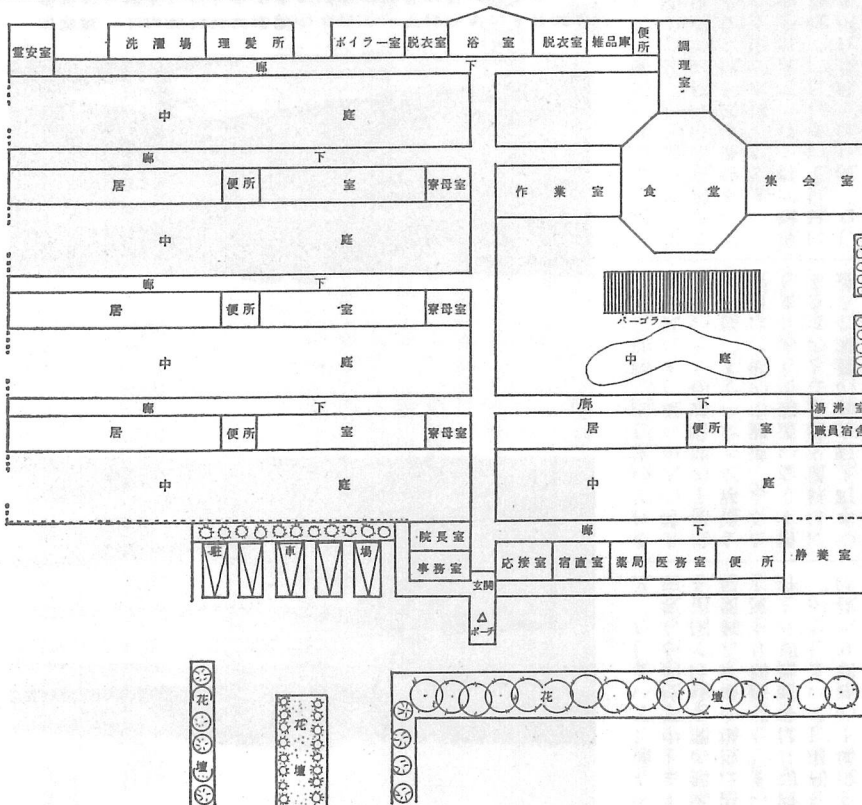 霊安室 洗濯場 理髪所 ボイラー室 脱衣室 浴室 脱衣室 雑品庫 便所 調理室
廊下
中庭
廊下
居室 便所 寮母室 作業室 食堂 集会室
中庭
廊下
居室 便所 寮母室 パーゴラー
中庭 中庭
廊下 廊下 湯沸室
居室 便所 寮母室 居室 便所 職員宿舎
中庭 中庭
駐車場 院長室 廊下
事務室 玄関 応接室 宿直室 薬局 医務室 便所 静養室
ポーチ
花壇 花壇 花壇